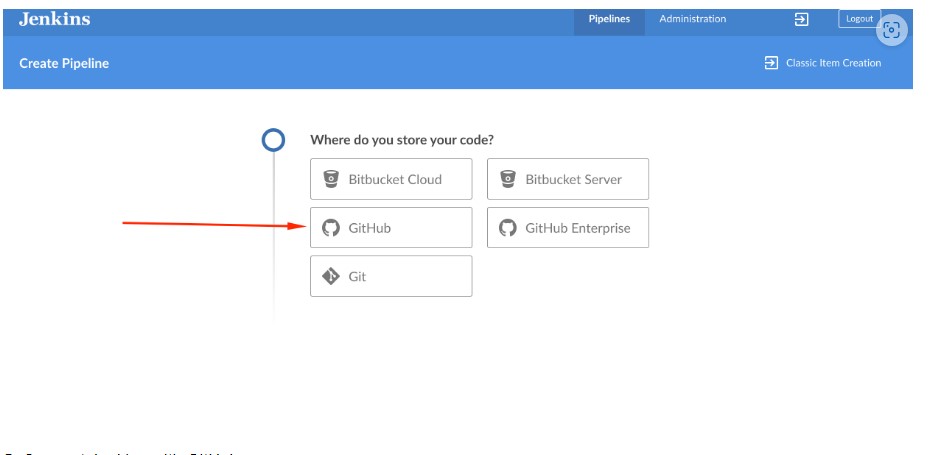 Jenkins
Pipelines Administration Logout
Create Pipeline
Classic Item Creation
Where do you store your code?
Bitbucket Cloud Bitbucket Server
GitHub GitHub Enterprise
Git